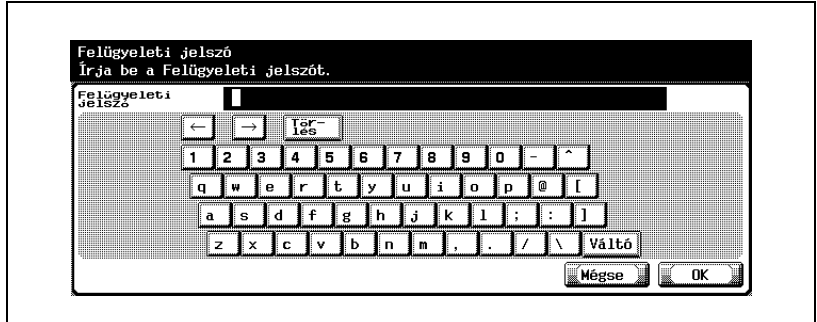 Felügyeleti jelszó
Írja be a Felügyeleti jelszót.
Felügyeleti
jelszó
← → Tör-
lés
1 2 3 4 5 6 7 8 9 0 - ^
q w e r t y u i o p @ [
a s d f g h j k l ; : ]
z x c v b n m , . / \ Váltó
Mégse OK